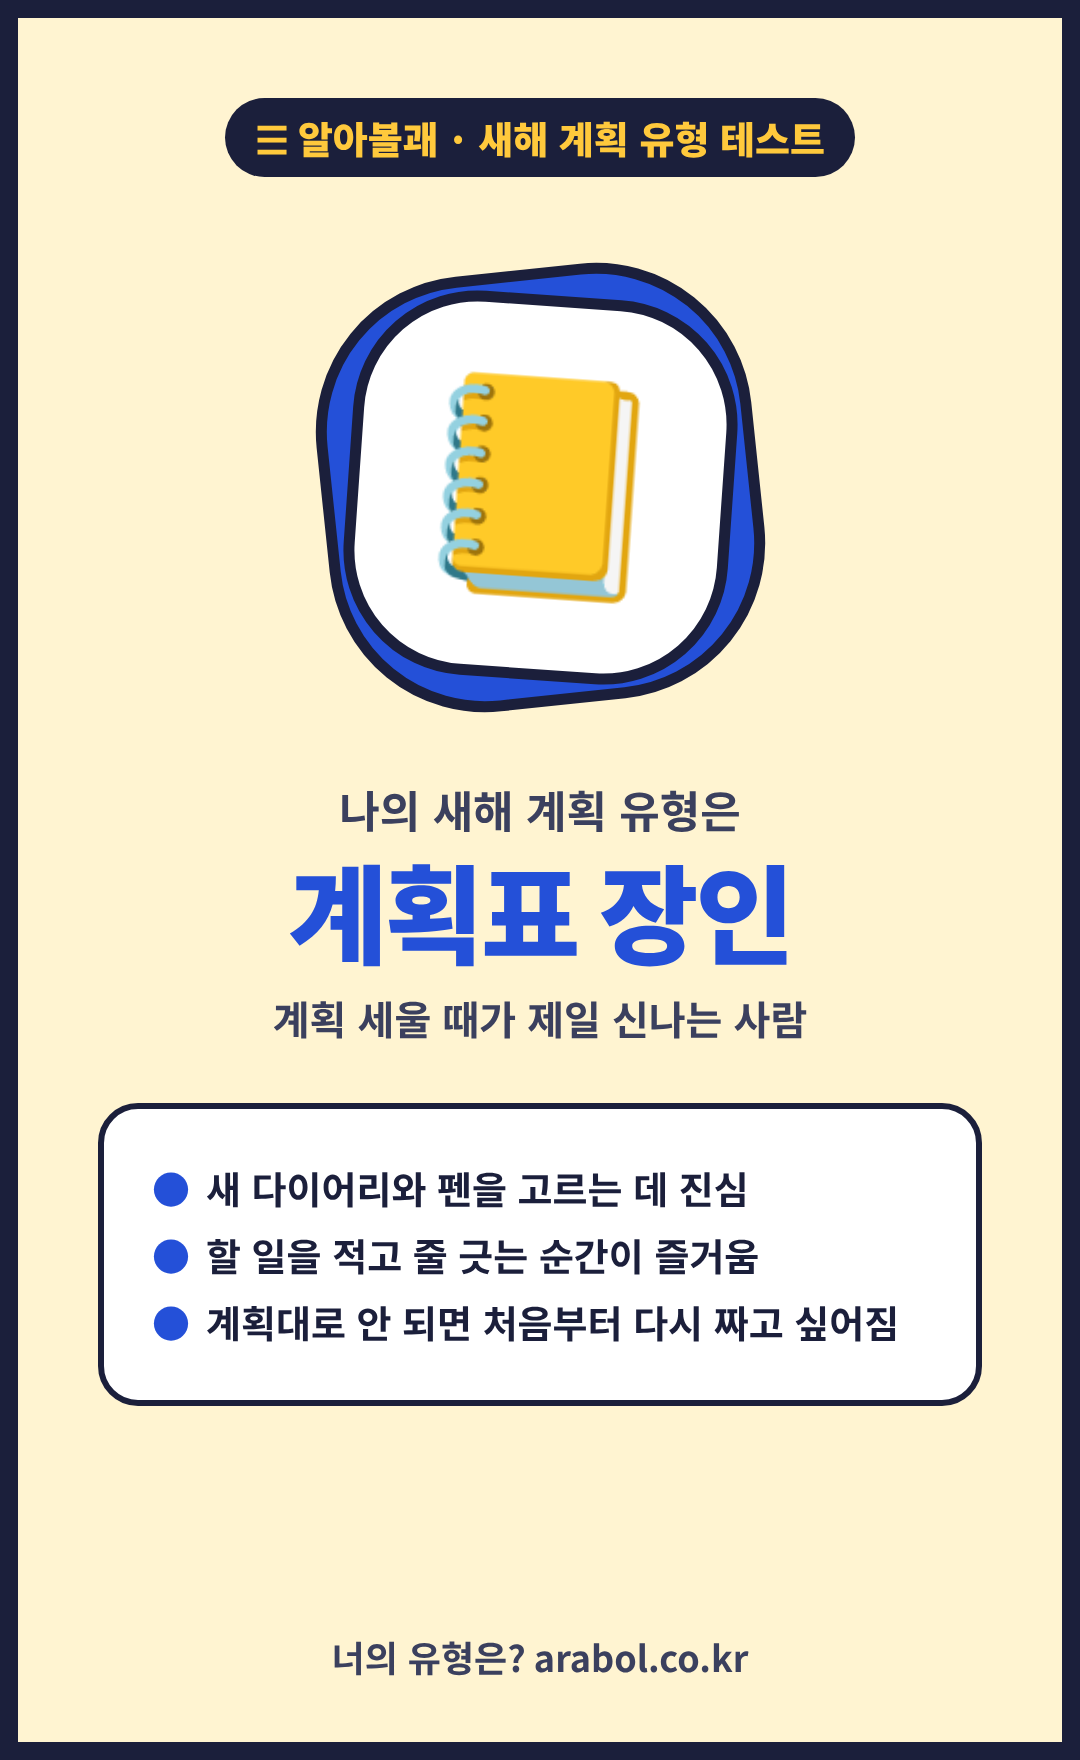 ☰ 알아볼괘 · 새해 계획 유형 테스트
나의 새해 계획 유형은
계획표 장인
계획 세울 때가 제일 신나는 사람
새 다이어리와 펜을 고르는 데 진심
할 일을 적고 줄 긋는 순간이 즐거움
계획대로 안 되면 처음부터 다시 짜고 싶어짐
너의 유형은? arabol.co.kr